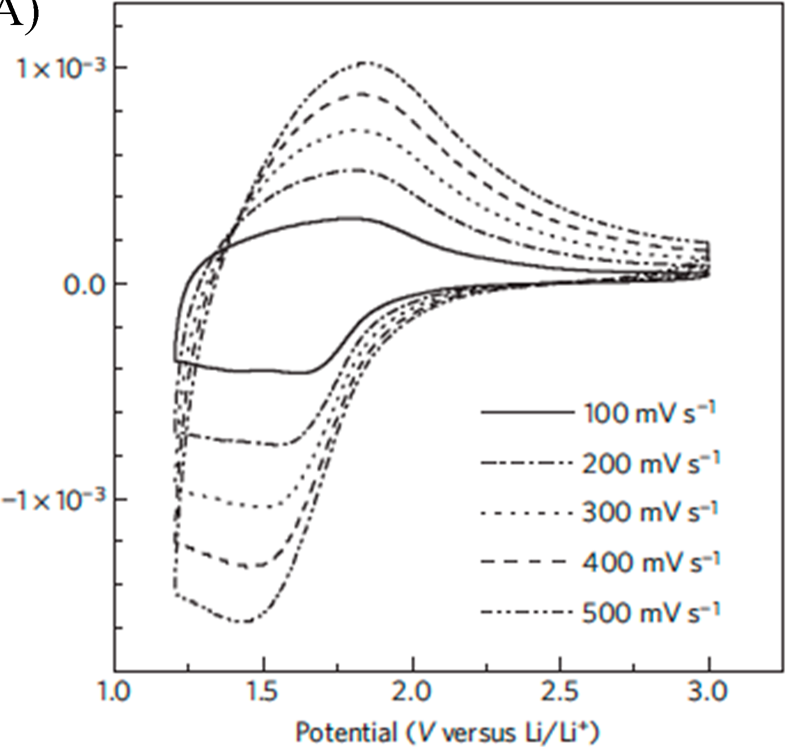 A)
1×10⁻³
0.0
−1×10⁻³
100 mV s⁻¹
200 mV s⁻¹
300 mV s⁻¹
400 mV s⁻¹
500 mV s⁻¹
1.0 1.5 2.0 2.5 3.0
Potential (V versus Li/Li⁺)